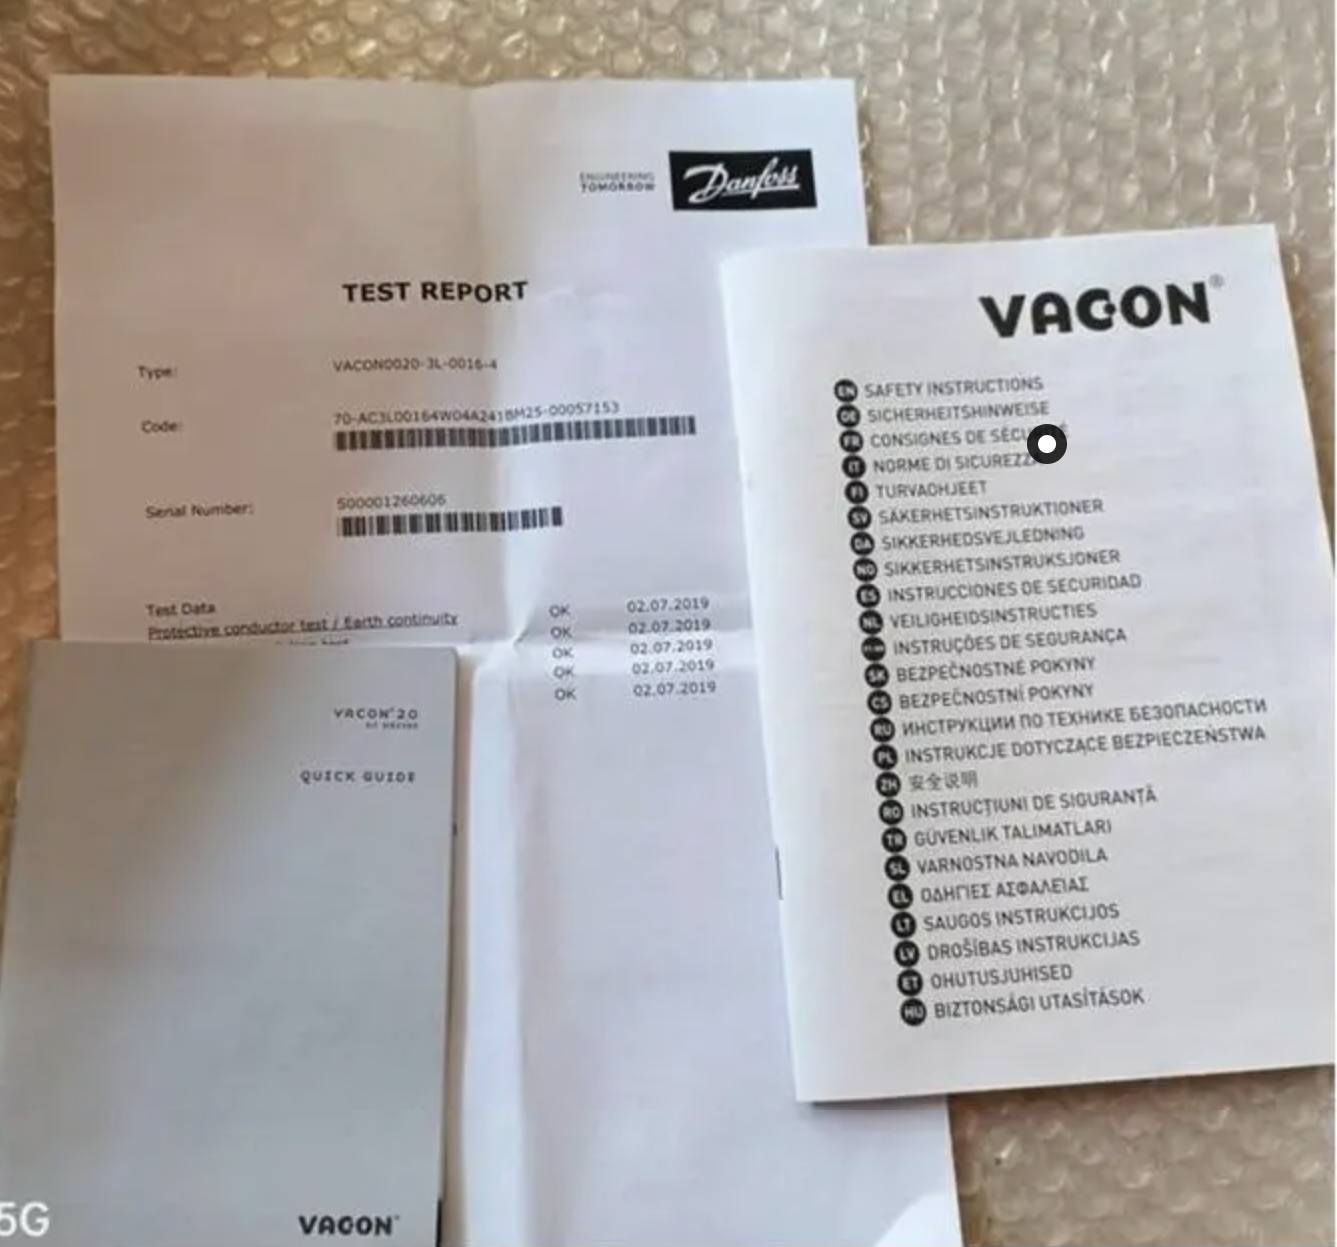 ENGINEERING
TOMORROW
Danfoss
TEST REPORT
Type: VACON0020-3L-0016-4
Code: 70-AC3L00164W04A241BM25-00057153
Serial Number: S00001260606
Test Data OK 02.07.2019
Protective conductor test / Earth continuity OK 02.07.2019
test OK 02.07.2019
OK 02.07.2019
OK 02.07.2019
VACON®20
QUICK GUIDE
VACON®
VACON®
EN SAFETY INSTRUCTIONS
DE SICHERHEITSHINWEISE
FR CONSIGNES DE
IT NORME DI
FI TURVAOHJEET
SV SÄKERHETSINSTRUKTIONER
DA SIKKERHEDSVEJLEDNING
NO SIKKERHETSINSTRUKSJONER
ES INSTRUCCIONES DE SECURIDAD
NL VEILIGHEIDSINSTRUCTIES
INSTRUÇÕES DE SEGURANÇA
SK BEZPEČNOSTNÉ POKYNY
CS BEZPEČNOSTNÍ POKYNY
RU ИНСТРУКЦИИ ПО ТЕХНИКЕ БЕЗОПАСНОСТИ
PL INSTRUKCJE DOTYCZĄCE BEZPIECZEŃSTWA
ZH 安全说明
RO INSTRUCȚIUNI DE SIGURANȚĂ
TR GÜVENLIK TALIMATLARI
SL VARNOSTNA NAVODILA
EL ΟΔΗΓΙΕΣ ΑΣΦΑΛΕΙΑΣ
LT SAUGOS INSTRUKCIJOS
LV DROŠĪBAS INSTRUKCIJAS
ET OHUTUSJUHISED
HU BIZTONSÁGI UTASÍTÁSOK
5G